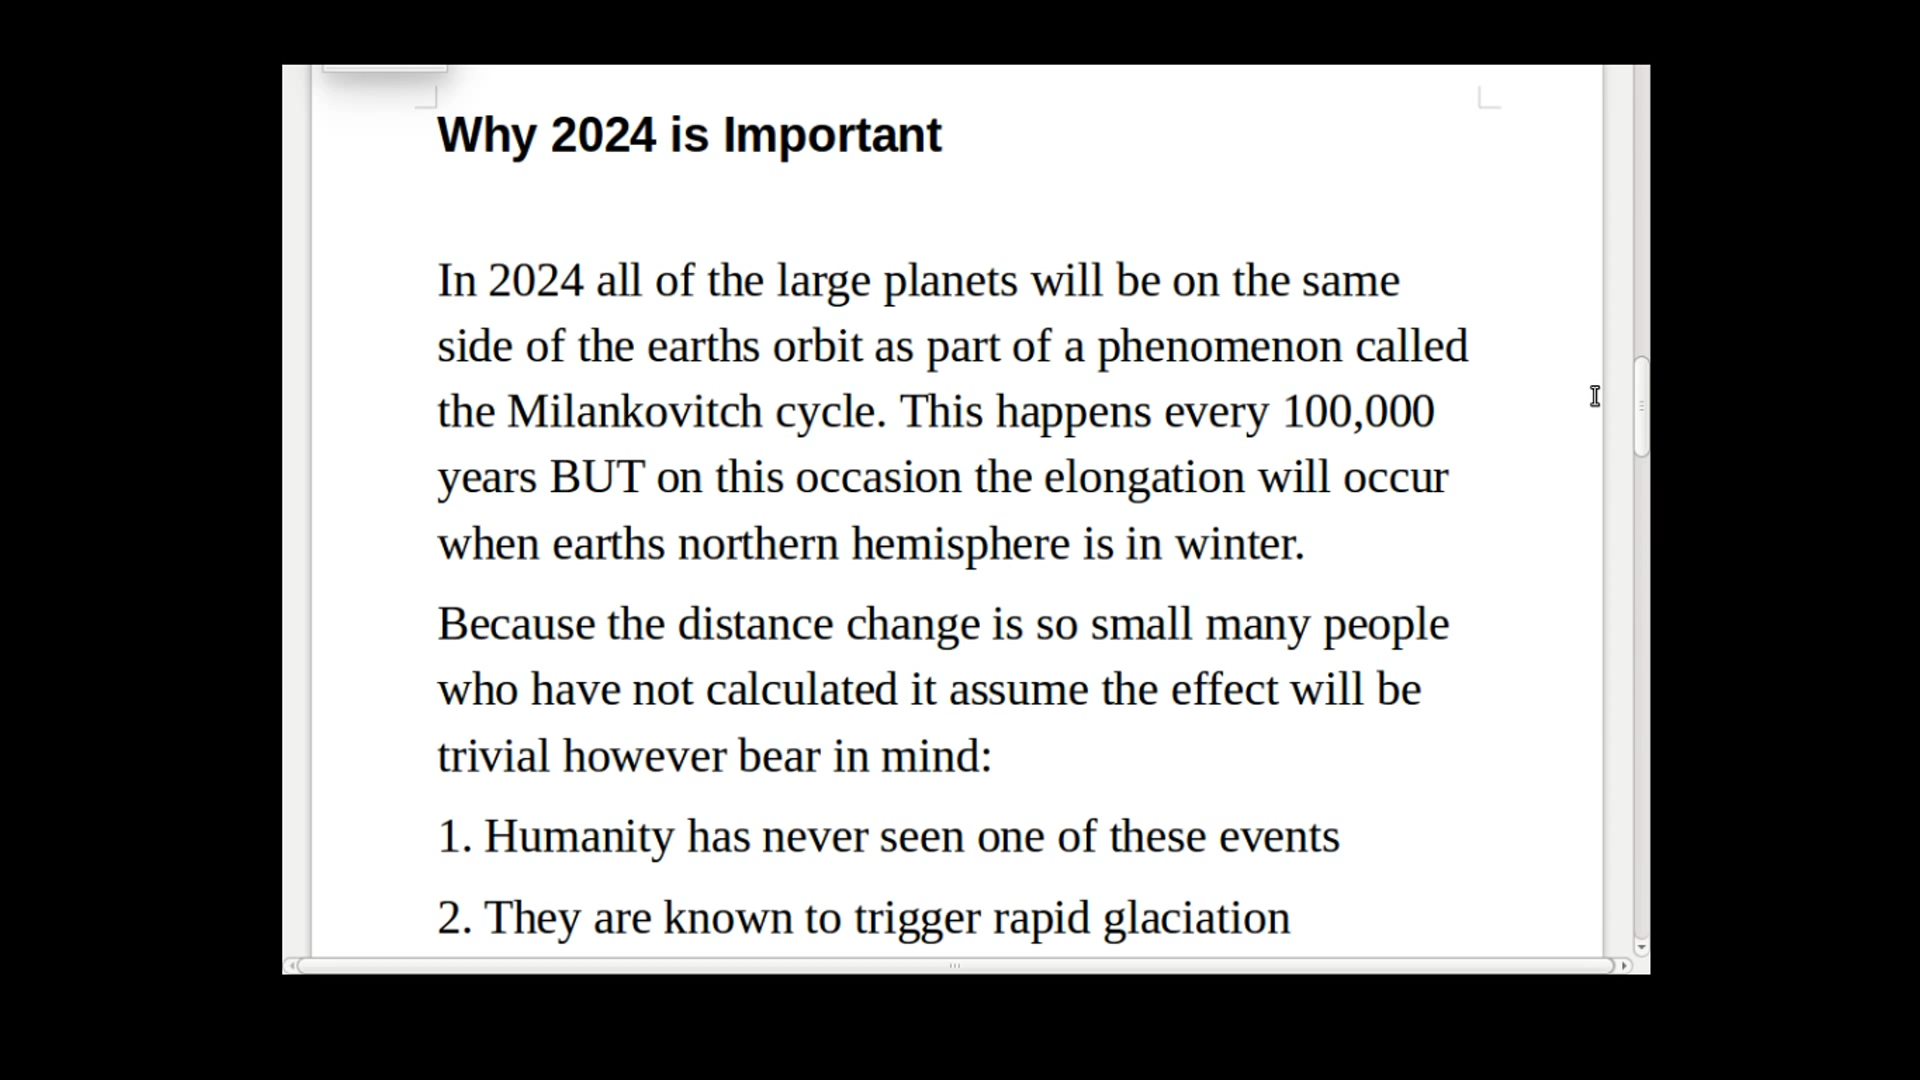 Why 2024 is Important
In 2024 all of the large planets will be on the same
side of the earths orbit as part of a phenomenon called
the Milankovitch cycle. This happens every 100,000
years BUT on this occasion the elongation will occur
when earths northern hemisphere is in winter.
Because the distance change is so small many people
who have not calculated it assume the effect will be
trivial however bear in mind:
1. Humanity has never seen one of these events
2. They are known to trigger rapid glaciation